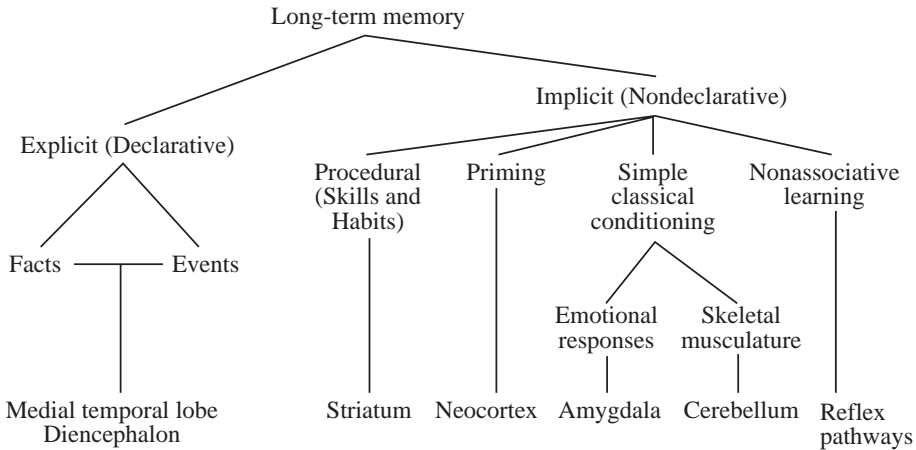 Long-term memory
Implicit (Nondeclarative)
Explicit (Declarative)
Procedural
(Skills and
Habits)
Priming
Simple
classical
conditioning
Nonassociative
learning
Facts
Events
Emotional
responses
Skeletal
musculature
Medial temporal lobe
Diencephalon
Striatum
Neocortex
Amygdala
Cerebellum
Reflex
pathways